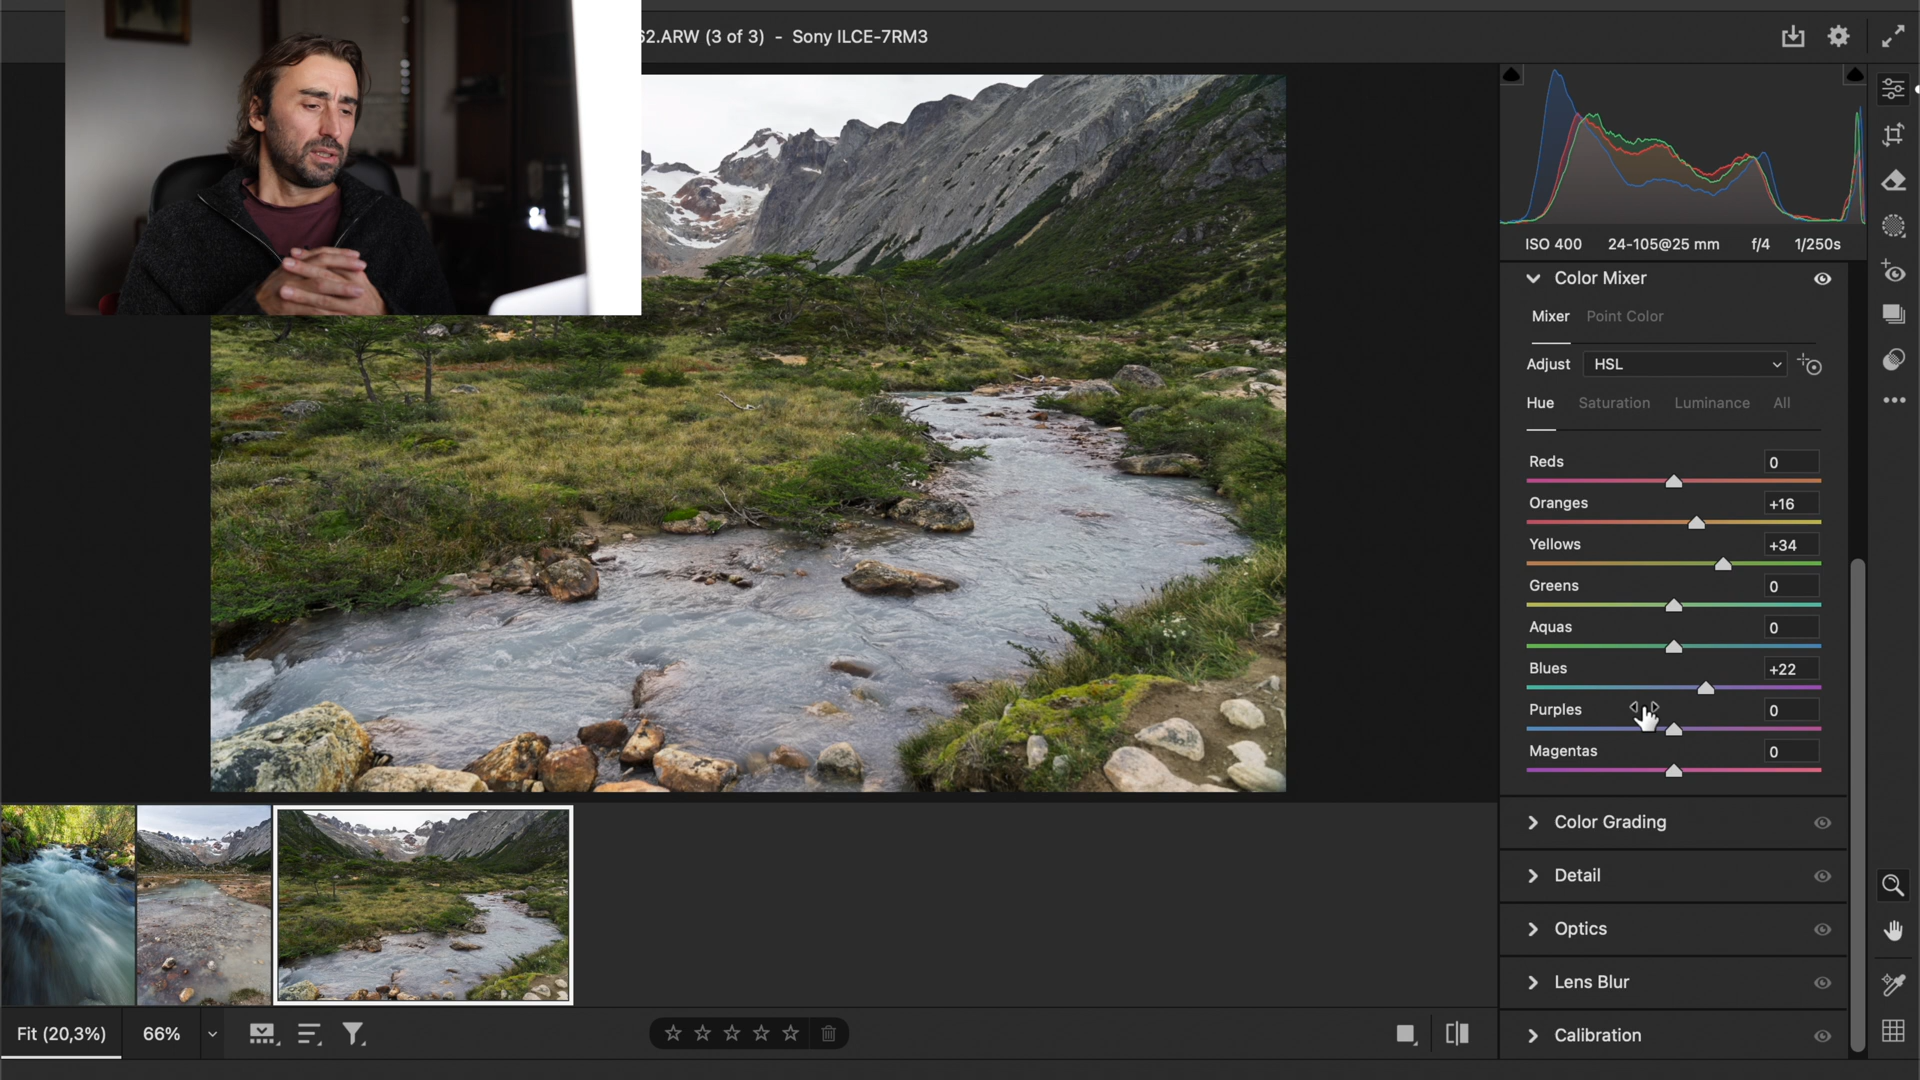 62.ARW (3 of 3) - Sony ILCE-7RM3
ISO 400 24-105@25 mm f/4 1/250s
Color Mixer
Mixer Point Color
Adjust HSL
Hue Saturation Luminance All
Reds 0
Oranges +16
Yellows +34
Greens 0
Aquas 0
Blues +22
Purples 0
Magentas 0
Color Grading
Detail
Optics
Lens Blur
Calibration
Fit (20,3%) 66%